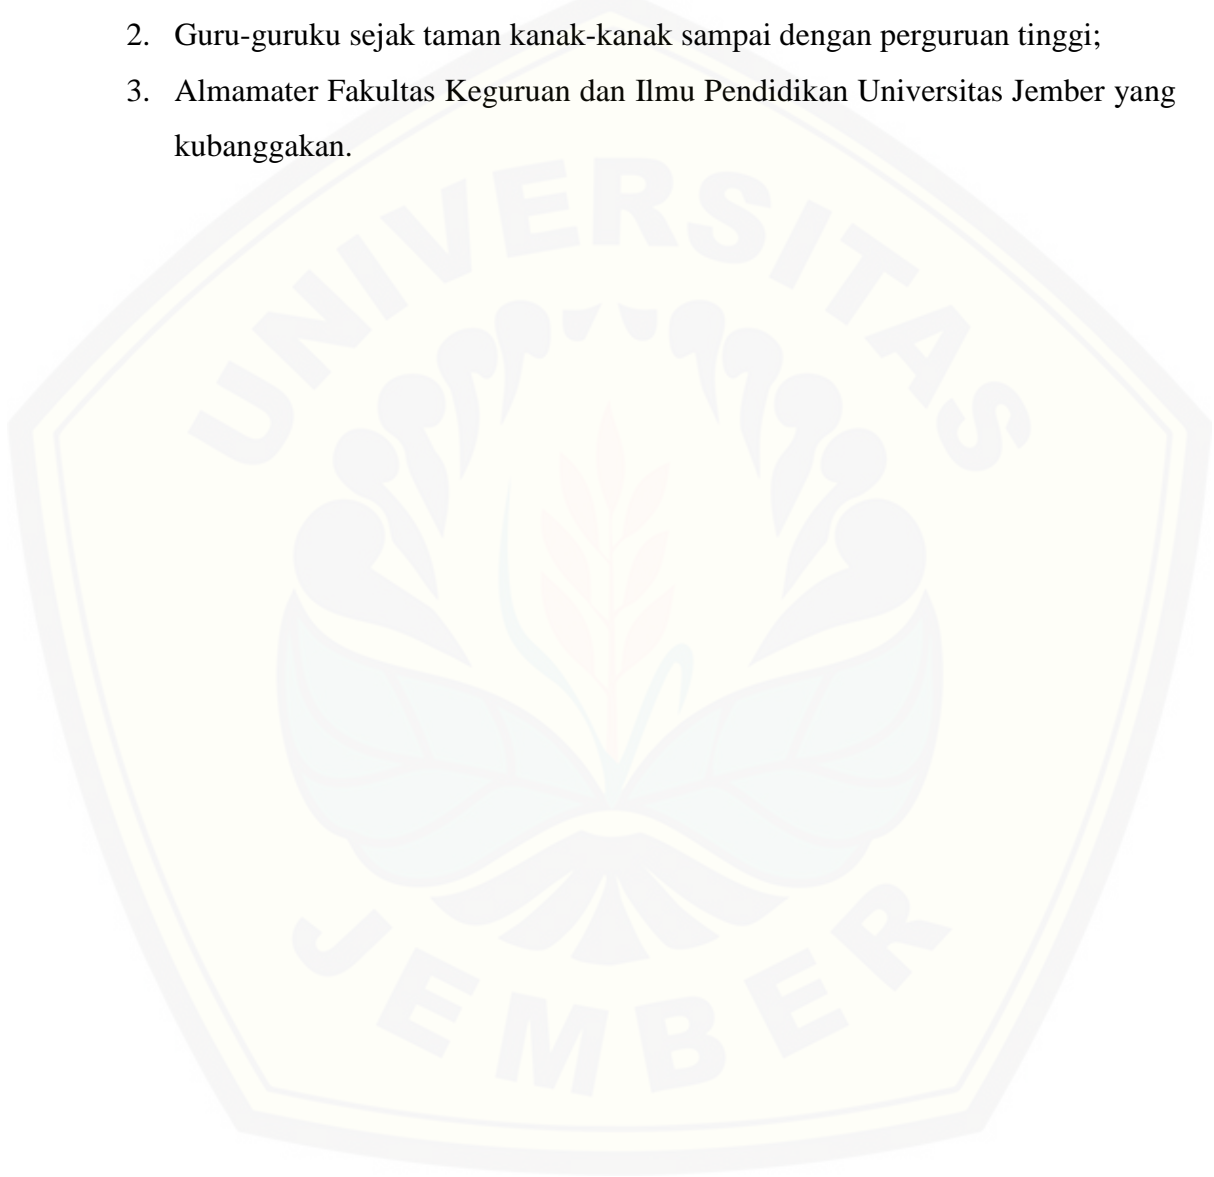 2. Guru-guruku sejak taman kanak-kanak sampai dengan perguruan tinggi;
3. Almamater Fakultas Keguruan dan Ilmu Pendidikan Universitas Jember yang
kubanggakan.
UNIVERSITAS
JEMBER